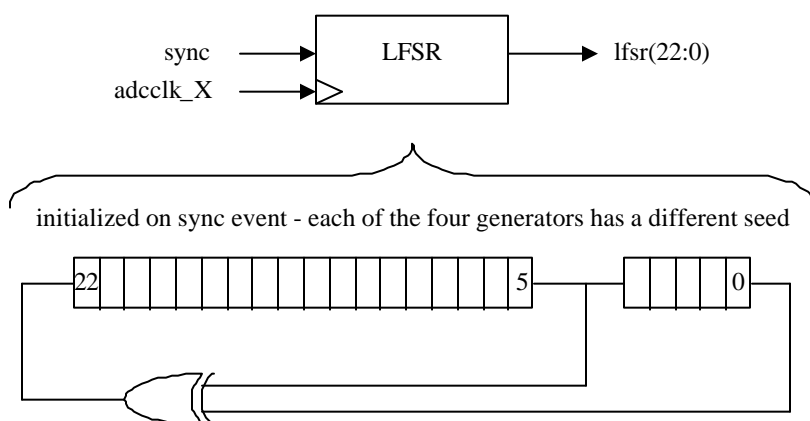 sync LFSR lfsr(22:0)
adcclk_X
initialized on sync event - each of the four generators has a different seed
22 5 0